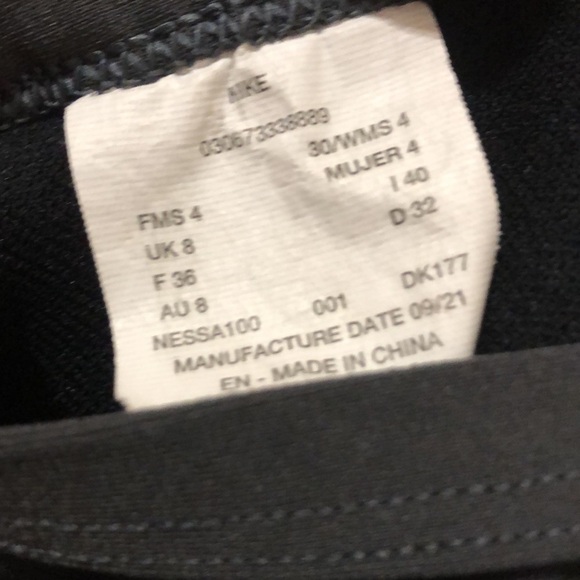 NIKE
030673338889
30/WMS 4
FMS 4 MUJER 4
UK 8 I 40
F 36 D 32
AU 8
NESSA100 001 DK177
MANUFACTURE DATE 09/21
EN - MADE IN CHINA